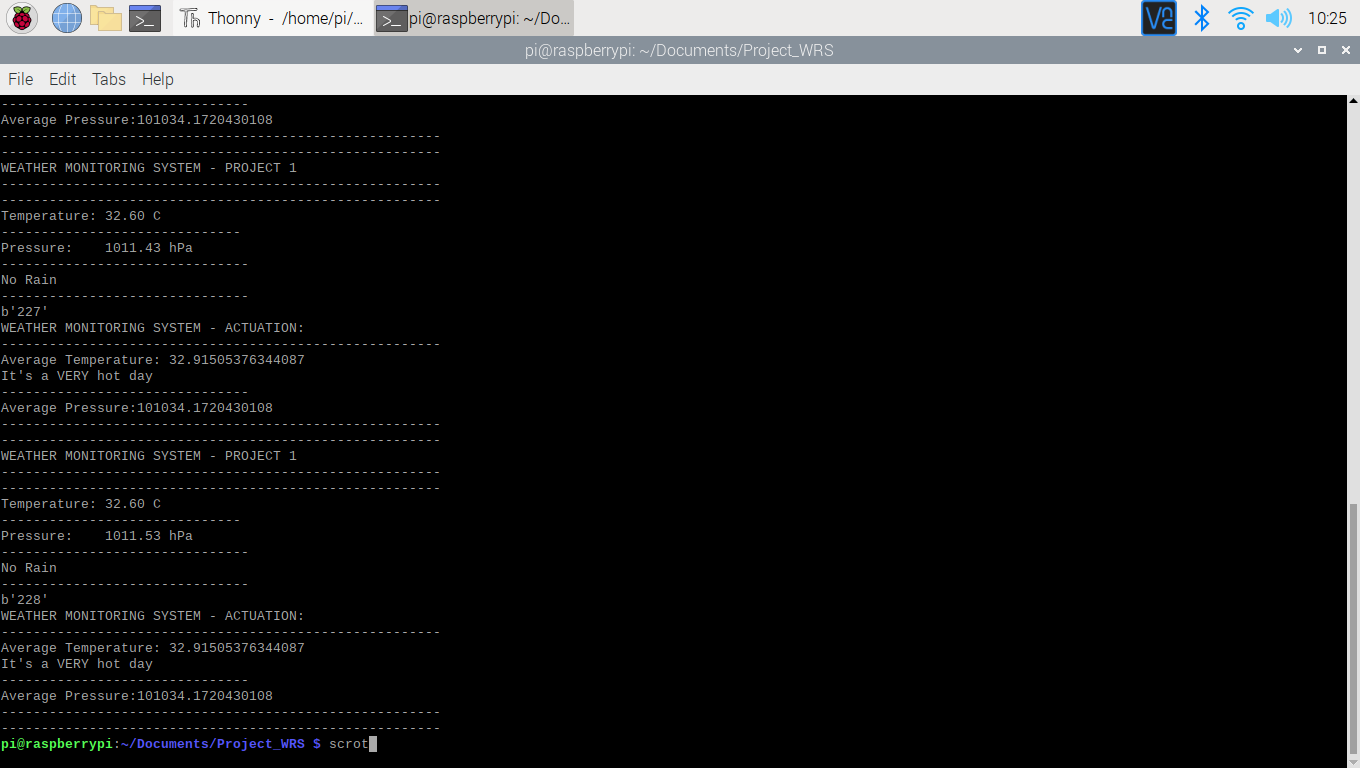 Thonny - /home/pi/...
pi@raspberrypi: ~/Do...
10:25
pi@raspberrypi: ~/Documents/Project_WRS
File Edit Tabs Help
-------------------------------
Average Pressure:101034.1720430108
-------------------------------------------------------
-------------------------------------------------------
WEATHER MONITORING SYSTEM - PROJECT 1
-------------------------------------------------------
-------------------------------------------------------
Temperature: 32.60 C
------------------------------
Pressure:    1011.43 hPa
-------------------------------
No Rain
-------------------------------
b'227'
WEATHER MONITORING SYSTEM - ACTUATION:
-------------------------------------------------------
Average Temperature: 32.91505376344087
It's a VERY hot day
-------------------------------
Average Pressure:101034.1720430108
-------------------------------------------------------
-------------------------------------------------------
WEATHER MONITORING SYSTEM - PROJECT 1
-------------------------------------------------------
-------------------------------------------------------
Temperature: 32.60 C
------------------------------
Pressure:    1011.53 hPa
-------------------------------
No Rain
-------------------------------
b'228'
WEATHER MONITORING SYSTEM - ACTUATION:
-------------------------------------------------------
Average Temperature: 32.91505376344087
It's a VERY hot day
-------------------------------
Average Pressure:101034.1720430108
-------------------------------------------------------
-------------------------------------------------------
pi@raspberrypi:~/Documents/Project_WRS $ scrot